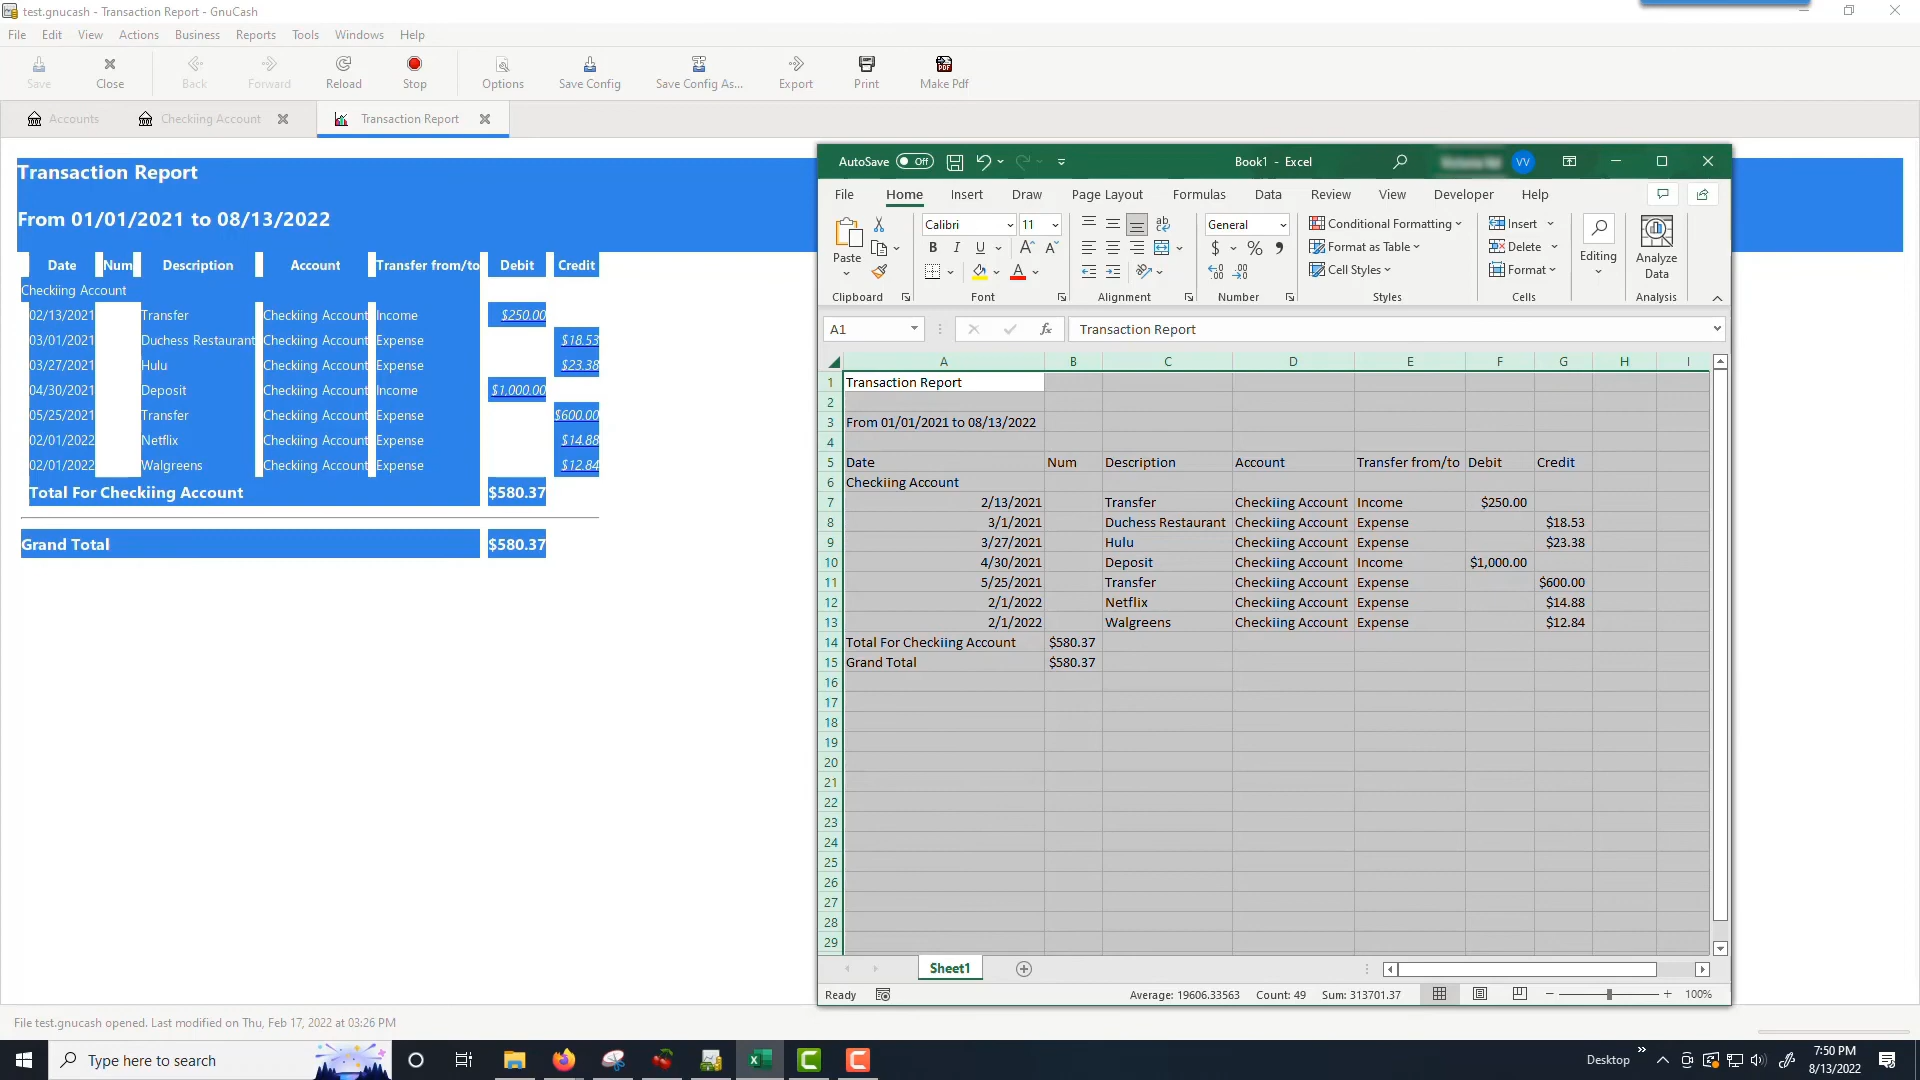 test.gnucash - Transaction Report - GnuCash
File Edit View Actions Business Reports Tools Windows Help
Save Close Back Forward Reload Stop Options Save Config Save Config As... Export Print Make Pdf
Accounts Checkiing Account Transaction Report
Transaction Report
From 01/01/2021 to 08/13/2022
Date Num Description Account Transfer from/to Debit Credit
Checkiing Account
02/13/2021 Transfer Checkiing Account Income $250.00
03/01/2021 Duchess Restaurant Checkiing Account Expense $18.53
03/27/2021 Hulu Checkiing Account Expense $23.38
04/30/2021 Deposit Checkiing Account Income $1,000.00
05/25/2021 Transfer Checkiing Account Expense $600.00
02/01/2022 Netflix Checkiing Account Expense $14.88
02/01/2022 Walgreens Checkiing Account Expense $12.84
Total For Checkiing Account $580.37
Grand Total $580.37
AutoSave Off Book1 - Excel VV
File Home Insert Draw Page Layout Formulas Data Review View Developer Help
Paste Calibri 11 General Conditional Formatting Insert Editing Analyze Data
B I U $ % Format as Table Delete
A Cell Styles Format
Clipboard Font Alignment Number Styles Cells Analysis
A1 fx Transaction Report
A B C D E F G H I
1 Transaction Report
2
3 From 01/01/2021 to 08/13/2022
4
5 Date Num Description Account Transfer from/to Debit Credit
6 Checkiing Account
7 2/13/2021 Transfer Checkiing Account Income $250.00
8 3/1/2021 Duchess Restaurant Checkiing Account Expense $18.53
9 3/27/2021 Hulu Checkiing Account Expense $23.38
10 4/30/2021 Deposit Checkiing Account Income $1,000.00
11 5/25/2021 Transfer Checkiing Account Expense $600.00
12 2/1/2022 Netflix Checkiing Account Expense $14.88
13 2/1/2022 Walgreens Checkiing Account Expense $12.84
14 Total For Checkiing Account $580.37
15 Grand Total $580.37
16
17
18
19
20
21
22
23
24
25
26
27
28
29
Sheet1
Ready Average: 19606.33563 Count: 49 Sum: 313701.37 100%
File test.gnucash opened. Last modified on Thu, Feb 17, 2022 at 03:26 PM
Type here to search Desktop 7:50 PM
8/13/2022